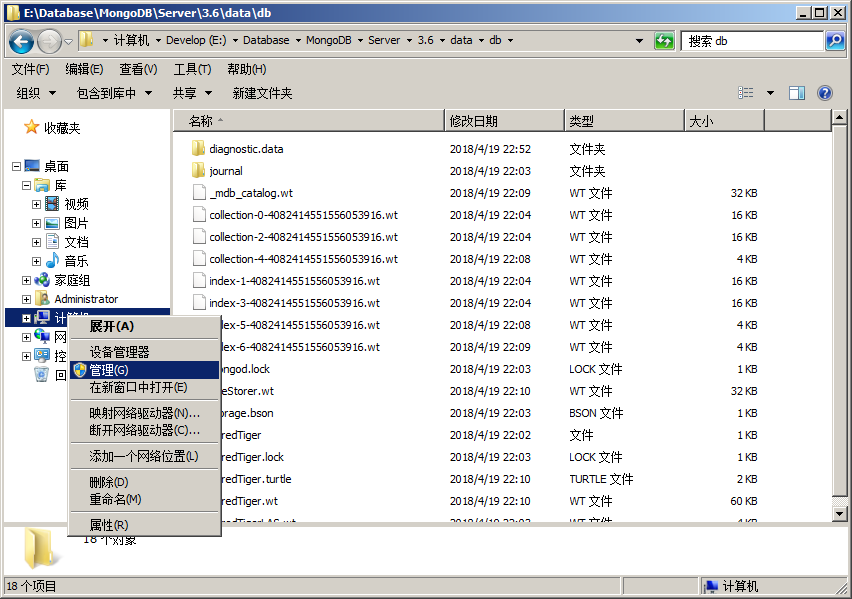 E:\Database\MongoDB\Server\3.6\data\db
计算机 Develop (E:) Database MongoDB Server 3.6 data db 搜索 db
文件(F) 编辑(E) 查看(V) 工具(T) 帮助(H)
组织 包含到库中 共享 新建文件夹
收藏夹
桌面
库
视频
图片
文档
音乐
家庭组
Administrator
计算机
网
控
回
展开(A)
设备管理器
管理(G)
在新窗口中打开(E)
映射网络驱动器(N)...
断开网络驱动器(C)...
添加一个网络位置(L)
删除(D)
重命名(M)
属性(R)
名称 修改日期 类型 大小
diagnostic.data 2018/4/19 22:52 文件夹
journal 2018/4/19 22:03 文件夹
_mdb_catalog.wt 2018/4/19 22:09 WT 文件 32 KB
collection-0-4082414551556053916.wt 2018/4/19 22:04 WT 文件 16 KB
collection-2-4082414551556053916.wt 2018/4/19 22:04 WT 文件 16 KB
collection-4-4082414551556053916.wt 2018/4/19 22:08 WT 文件 4 KB
index-1-4082414551556053916.wt 2018/4/19 22:04 WT 文件 16 KB
index-3-4082414551556053916.wt 2018/4/19 22:04 WT 文件 16 KB
dex-5-4082414551556053916.wt 2018/4/19 22:08 WT 文件 4 KB
dex-6-4082414551556053916.wt 2018/4/19 22:09 WT 文件 4 KB
ongod.lock 2018/4/19 22:03 LOCK 文件 1 KB
eStorer.wt 2018/4/19 22:10 WT 文件 32 KB
orage.bson 2018/4/19 22:03 BSON 文件 1 KB
redTiger 2018/4/19 22:02 文件 1 KB
redTiger.lock 2018/4/19 22:03 LOCK 文件 1 KB
redTiger.turtle 2018/4/19 22:10 TURTLE 文件 2 KB
redTiger.wt 2018/4/19 22:10 WT 文件 60 KB
redTigerLAS.wt 2018/4/19 22:03 WT 文件 4 KB
18 个对象
18 个项目 计算机